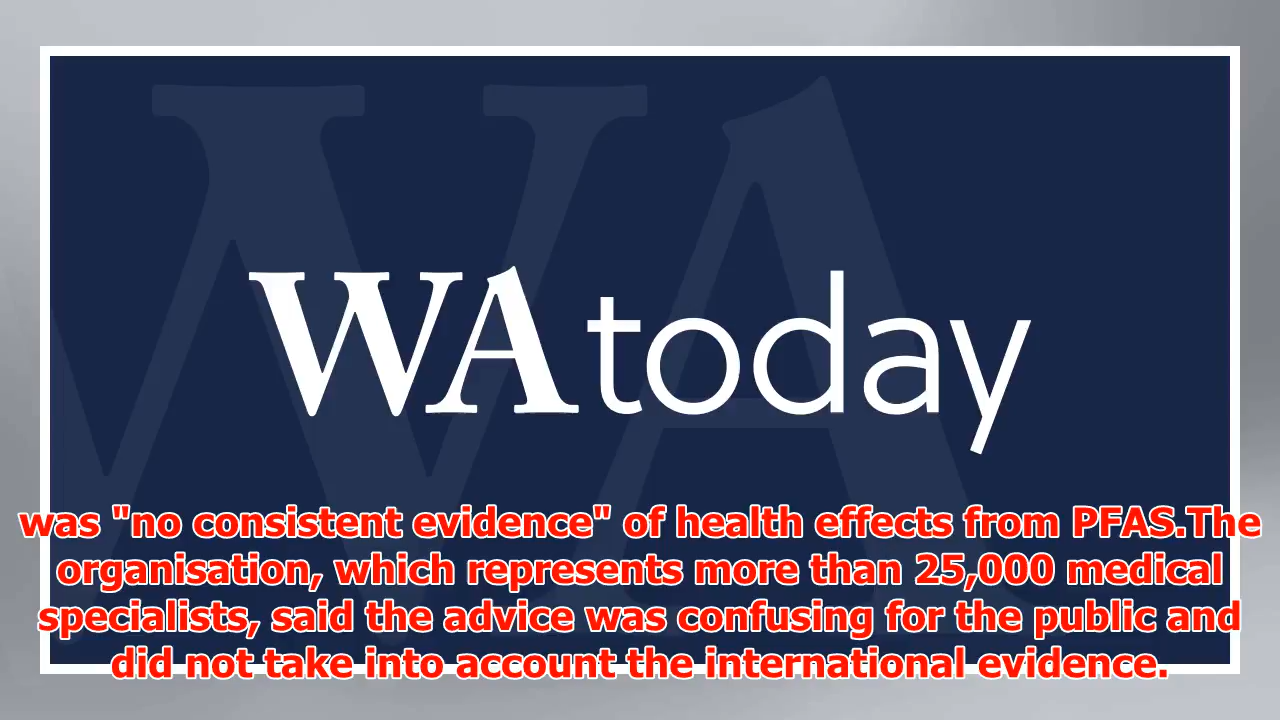 WAtoday
was "no consistent evidence" of health effects from PFAS.The
organisation, which represents more than 25,000 medical
specialists, said the advice was confusing for the public and
did not take into account the international evidence.